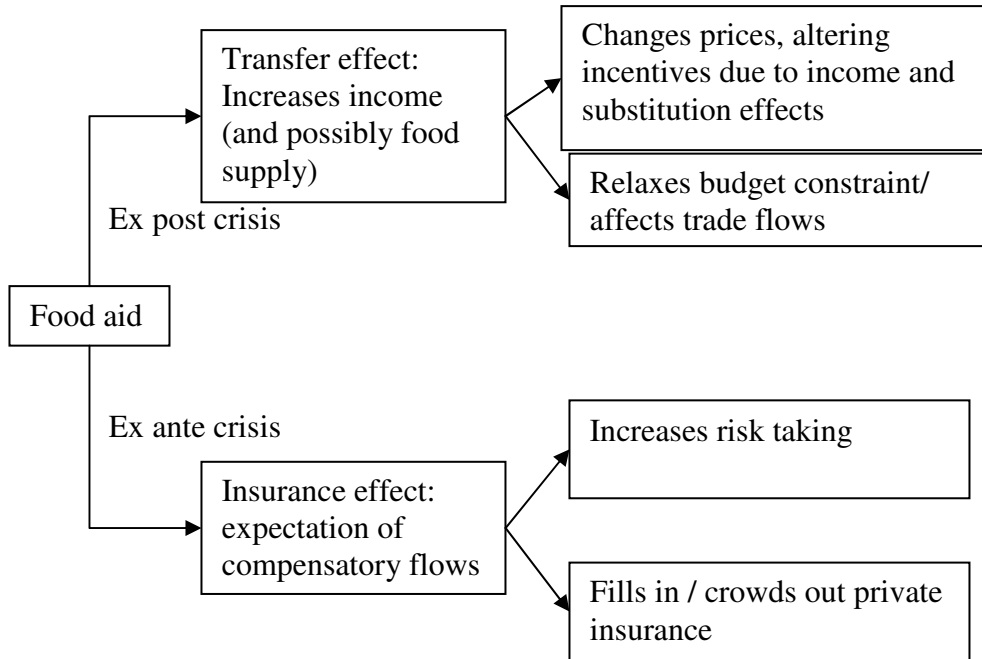 Changes prices, altering
incentives due to income and
substitution effects
Transfer effect:
Increases income
(and possibly food
supply)
Relaxes budget constraint/
affects trade flows
Ex post crisis
Food aid
Ex ante crisis
Increases risk taking
Insurance effect:
expectation of
compensatory flows
Fills in / crowds out private
insurance